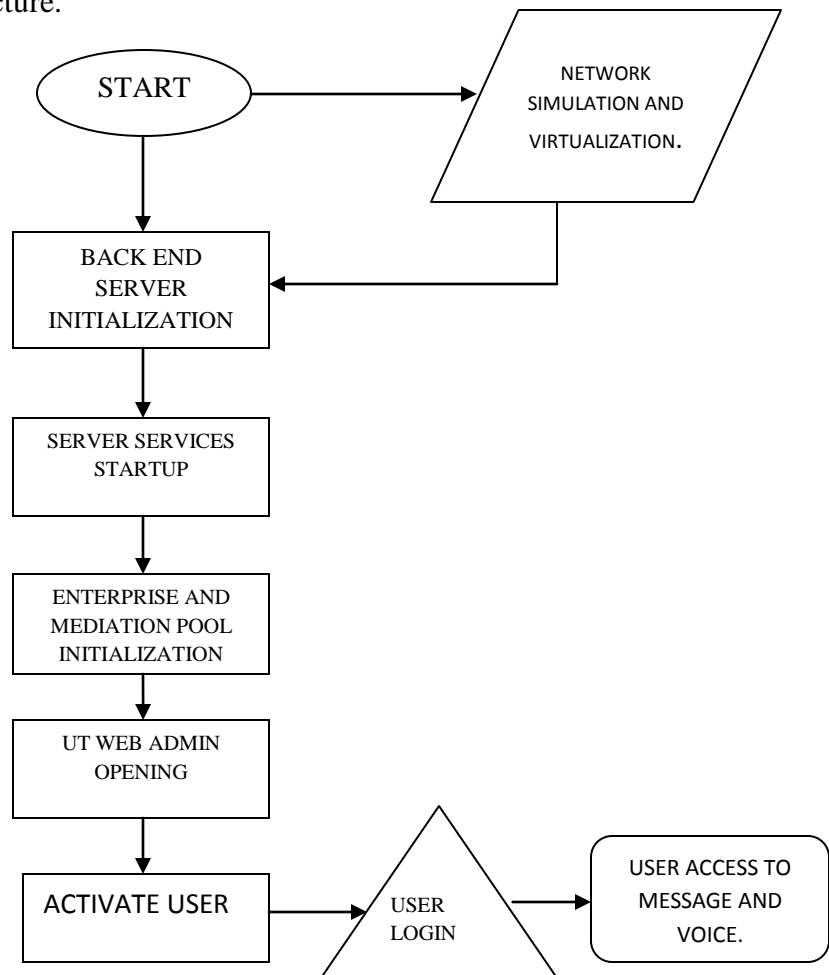 cture.
START
NETWORK
SIMULATION AND
VIRTUALIZATION.
BACK END
SERVER
INITIALIZATION
SERVER SERVICES
STARTUP
ENTERPRISE AND
MEDIATION POOL
INITIALIZATION
UT WEB ADMIN
OPENING
ACTIVATE USER
USER
LOGIN
USER ACCESS TO
MESSAGE AND
VOICE.